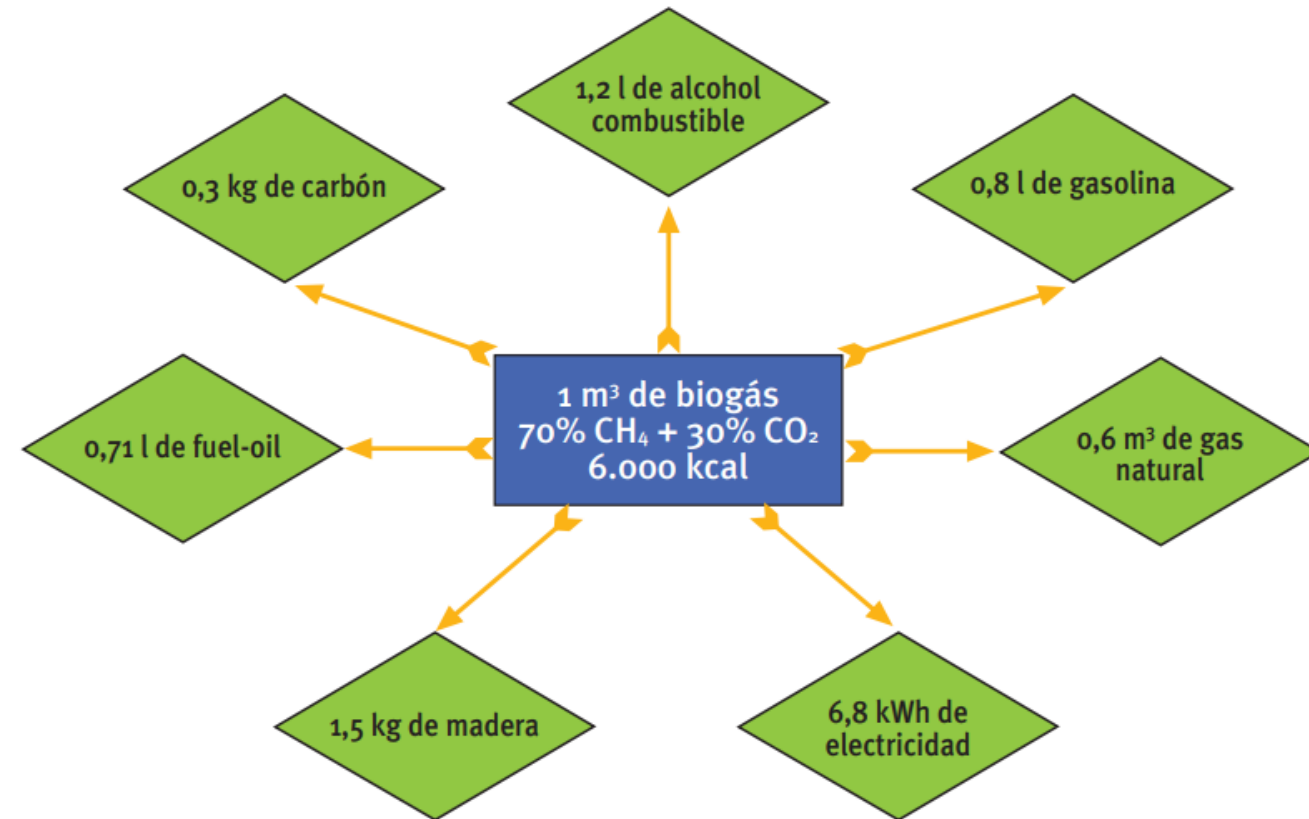 1,2 l de alcohol
combustible
0,3 kg de carbón
0,8 l de gasolina
1 m³ de biogás
70% CH₄ + 30% CO₂
6.000 kcal
0,71 l de fuel-oil
0,6 m³ de gas
natural
1,5 kg de madera
6,8 kWh de
electricidad